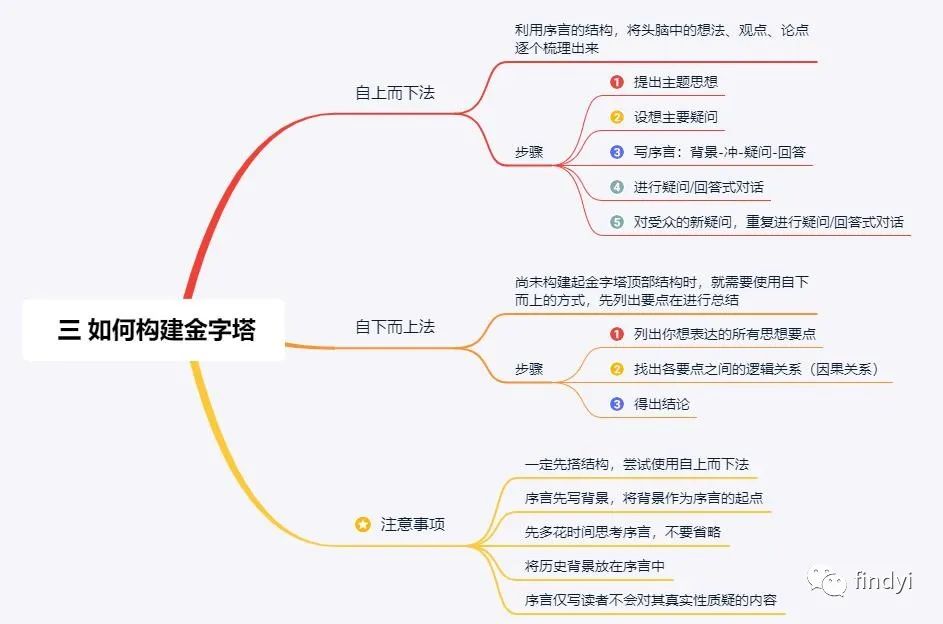 三 如何构建金字塔
自上而下法
利用序言的结构，将头脑中的想法、观点、论点
逐个梳理出来
步骤
1 提出主题思想
2 设想主要疑问
3 写序言：背景-冲-疑问-回答
4 进行疑问/回答式对话
5 对受众的新疑问，重复进行疑问/回答式对话
自下而上法
尚未构建起金字塔顶部结构时，就需要使用自下
而上的方式，先列出要点在进行总结
步骤
1 列出你想表达的所有思想要点
2 找出各要点之间的逻辑关系（因果关系）
3 得出结论
注意事项
一定先搭结构，尝试使用自上而下法
序言先写背景，将背景作为序言的起点
先多花时间思考序言，不要省略
将历史背景放在序言中
序言仅写读者不会对其真实性质疑的内容
findyi